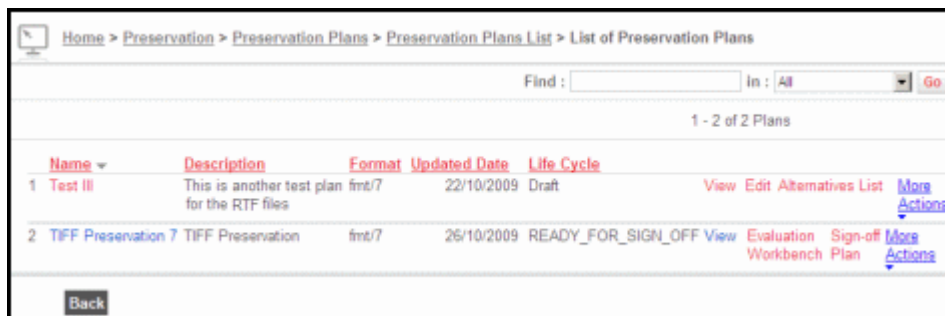 Home > Preservation > Preservation Plans > Preservation Plans List > List of Preservation Plans
Find : in : All Go
1 - 2 of 2 Plans
Name Description Format Updated Date Life Cycle
1 Test III This is another test plan fmt/7 22/10/2009 Draft View Edit Alternatives List More
for the RTF files Actions
2 TIFF Preservation 7 TIFF Preservation fmt/7 26/10/2009 READY_FOR_SIGN_OFF View Evaluation Sign-off More
Workbench Plan Actions
Back